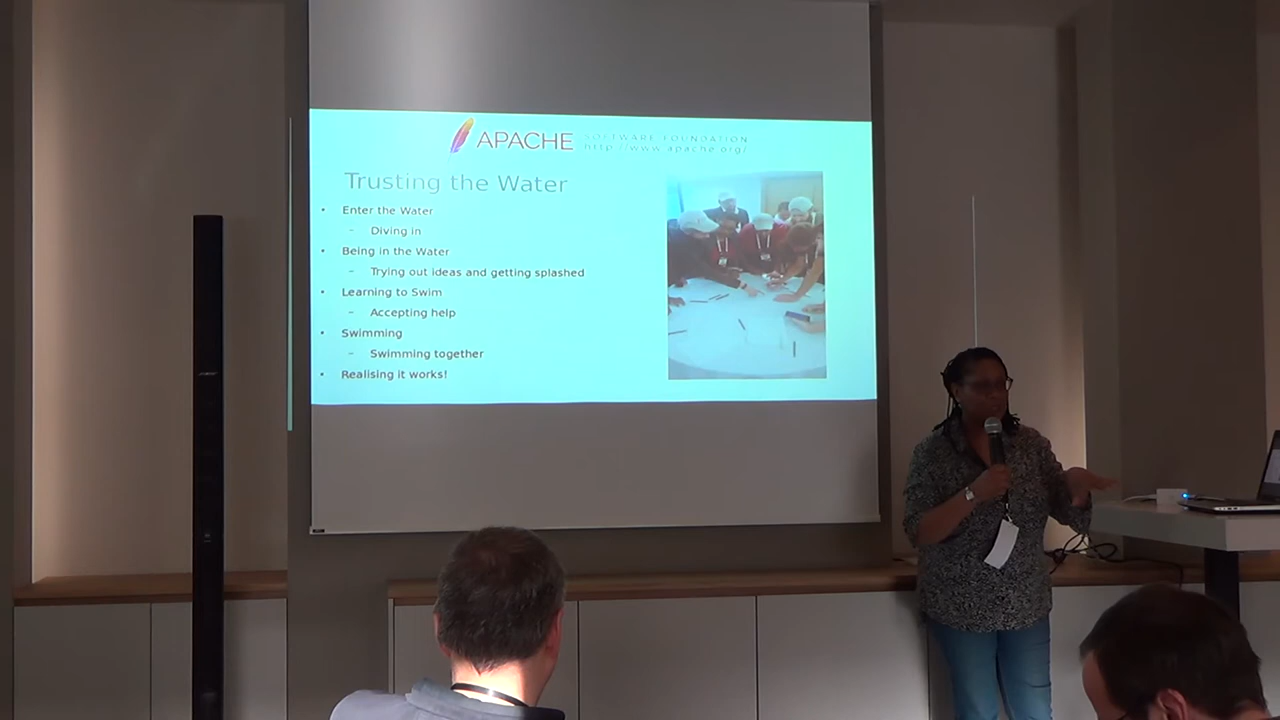 APACHE
SOFTWARE FOUNDATION
http://www.apache.org/
Trusting the Water
• Enter the Water
– Diving in
• Being in the Water
– Trying out ideas and getting splashed
• Learning to Swim
– Accepting help
• Swimming
– Swimming together
• Realising it works!